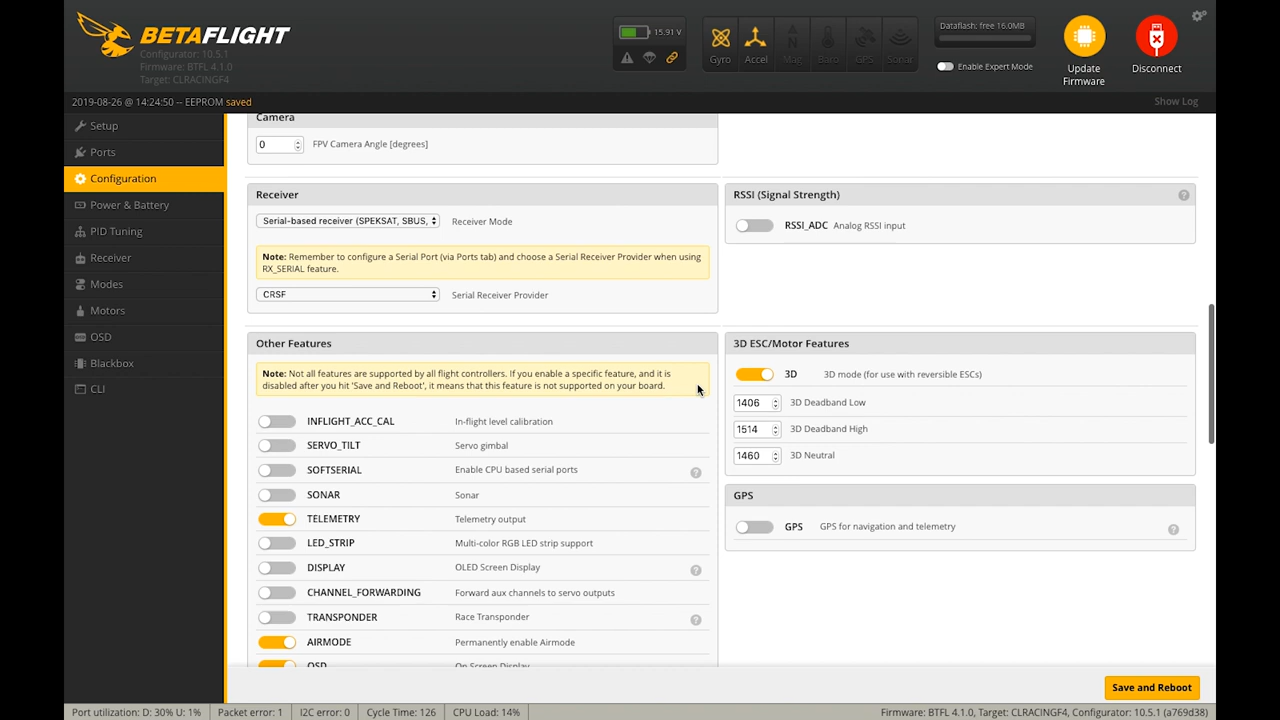 BETAFLIGHT
Configurator: 10.5.1
Firmware: BTFL 4.1.0
Target: CLRACINGF4
15.91 V
Gyro
Accel
Mag
Baro
GPS
Sonar
Dataflash: free 16.0MB
Enable Expert Mode
Update Firmware
Disconnect
2019-08-26 @ 14:24:50 -- EEPROM saved
Show Log
Setup
Ports
Configuration
Power & Battery
PID Tuning
Receiver
Modes
Motors
OSD
Blackbox
CLI
Camera
0 FPV Camera Angle [degrees]
Receiver
Serial-based receiver (SPEKSAT, SBUS, Receiver Mode
Note: Remember to configure a Serial Port (via Ports tab) and choose a Serial Receiver Provider when using
RX_SERIAL feature.
CRSF Serial Receiver Provider
RSSI (Signal Strength)
RSSI_ADC Analog RSSI input
Other Features
Note: Not all features are supported by all flight controllers. If you enable a specific feature, and it is
disabled after you hit 'Save and Reboot', it means that this feature is not supported on your board.
INFLIGHT_ACC_CAL In-flight level calibration
SERVO_TILT Servo gimbal
SOFTSERIAL Enable CPU based serial ports
SONAR Sonar
TELEMETRY Telemetry output
LED_STRIP Multi-color RGB LED strip support
DISPLAY OLED Screen Display
CHANNEL_FORWARDING Forward aux channels to servo outputs
TRANSPONDER Race Transponder
AIRMODE Permanently enable Airmode
OSD On Screen Display
3D ESC/Motor Features
3D 3D mode (for use with reversible ESCs)
1406 3D Deadband Low
1514 3D Deadband High
1460 3D Neutral
GPS
GPS GPS for navigation and telemetry
Save and Reboot
Port utilization: D: 30% U: 1% Packet error: 1 I2C error: 0 Cycle Time: 126 CPU Load: 14% Firmware: BTFL 4.1.0, Target: CLRACINGF4, Configurator: 10.5.1 (a769d38)